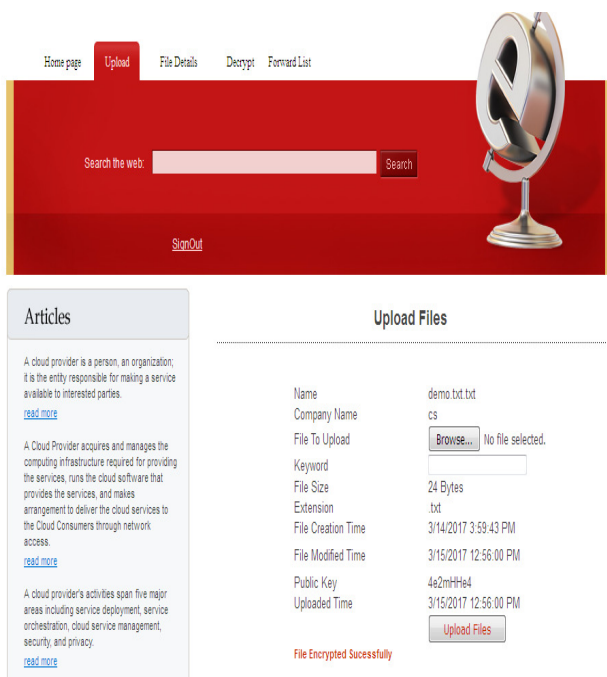 Home page Upload File Details Decrypt Forward List
Search the web: Search
SignOut
Articles
A cloud provider is a person, an organization;
it is the entity responsible for making a service
available to interested parties.
read more
A Cloud Provider acquires and manages the
computing infrastructure required for providing
the services, runs the cloud software that
provides the services, and makes
arrangement to deliver the cloud services to
the Cloud Consumers through network
access.
read more
A cloud provider's activities span five major
areas including service deployment, service
orchestration, cloud service management,
security, and privacy.
read more
Upload Files
Name demo.txt.txt
Company Name cs
File To Upload Browse... No file selected.
Keyword
File Size 24 Bytes
Extension .txt
File Creation Time 3/14/2017 3:59:43 PM
File Modified Time 3/15/2017 12:56:00 PM
Public Key 4e2mHHe4
Uploaded Time 3/15/2017 12:56:00 PM
Upload Files
File Encrypted Sucessfully